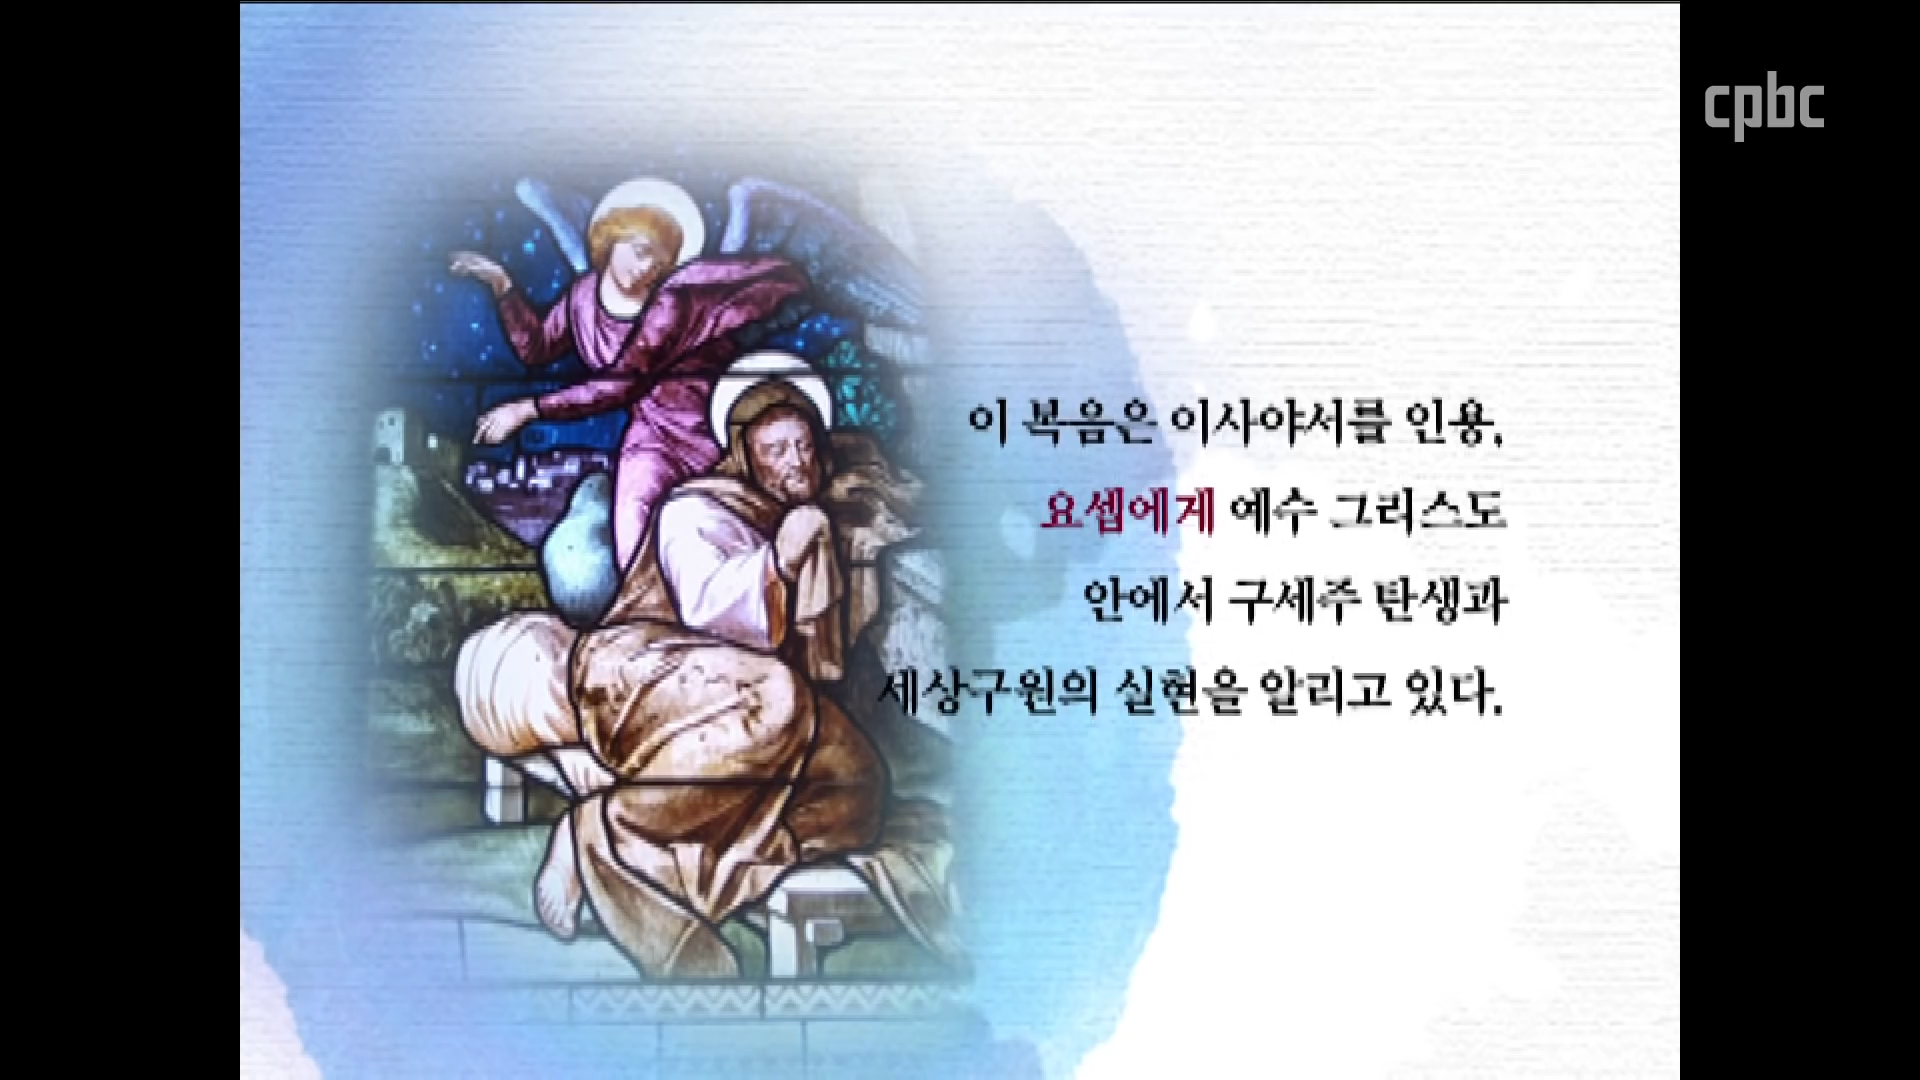 cpbc
이 복음은 이사야서를 인용,
요셉에게 예수 그리스도
안에서 구세주 탄생과
세상구원의 실현을 알리고 있다.